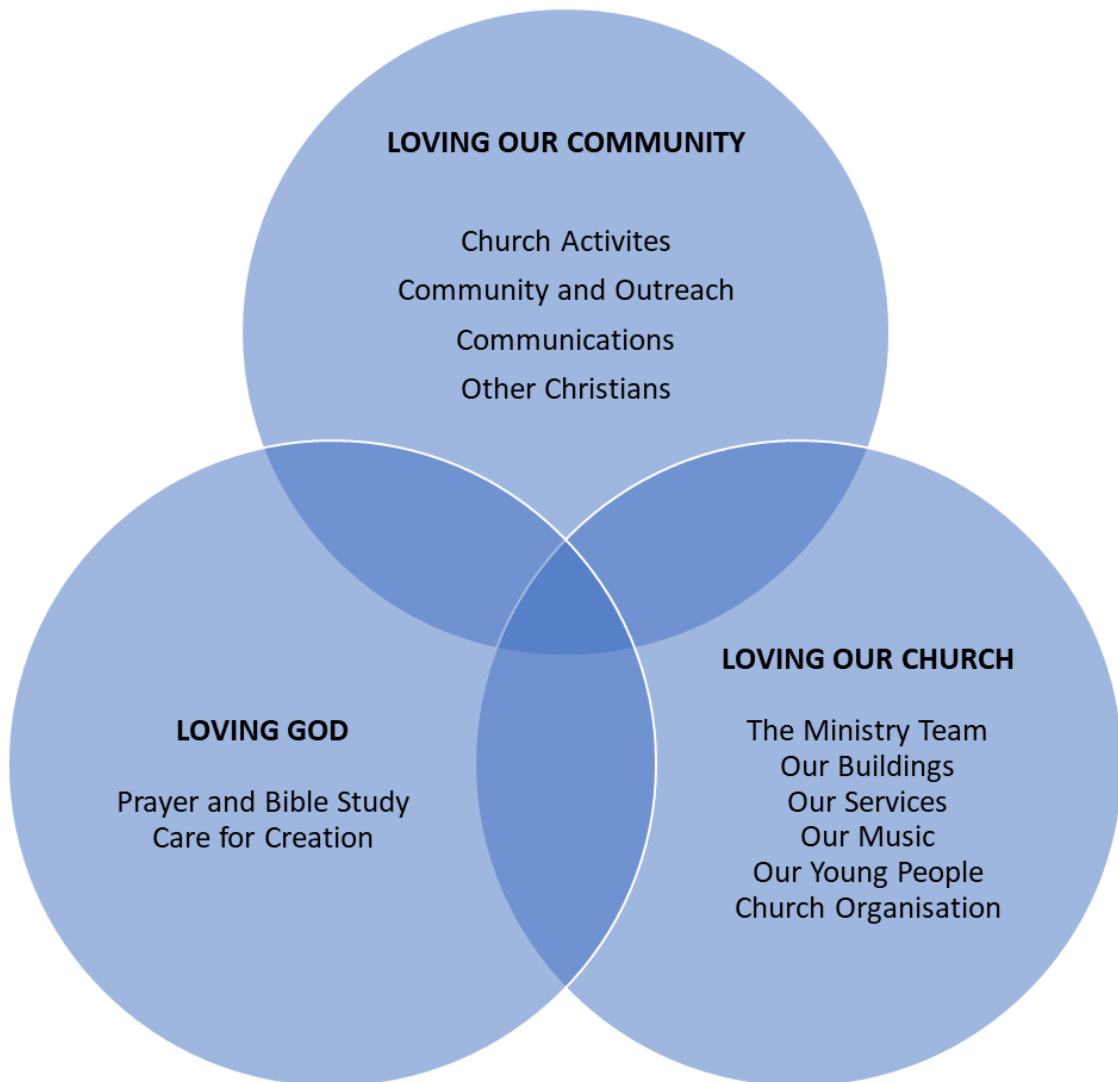 LOVING OUR COMMUNITY
Church Activites
Community and Outreach
Communications
Other Christians
LOVING GOD
Prayer and Bible Study
Care for Creation
LOVING OUR CHURCH
The Ministry Team
Our Buildings
Our Services
Our Music
Our Young People
Church Organisation